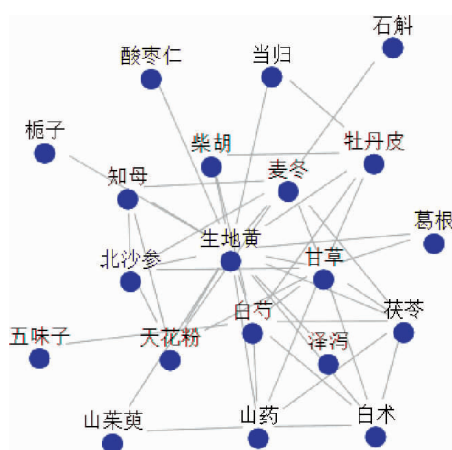 石斛
酸枣仁
当归
栀子
柴胡
牡丹皮
知母
麦冬
生地黄
葛根
北沙参
甘草
五味子
天花粉
白芍
泽泻
茯苓
山茱萸
山药
白术